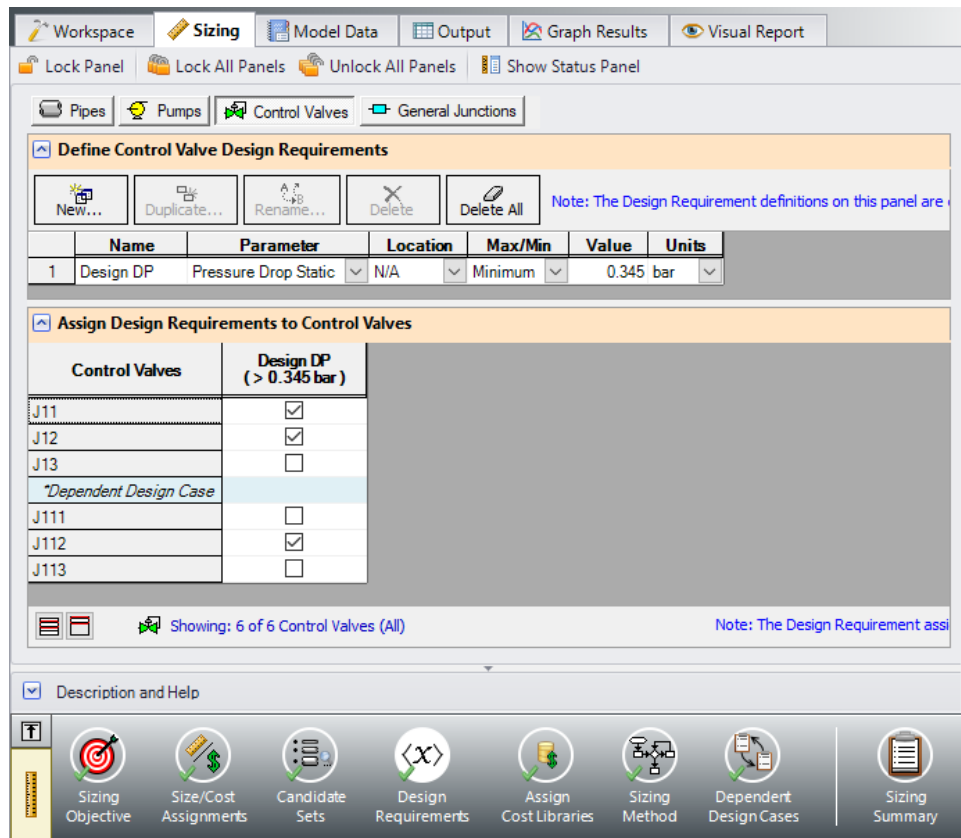 Workspace Sizing Model Data Output Graph Results Visual Report
Lock Panel Lock All Panels Unlock All Panels Show Status Panel
Pipes Pumps Control Valves General Junctions
Define Control Valve Design Requirements
New... Duplicate... Rename... Delete Delete All Note: The Design Requirement definitions on this panel are
Name Parameter Location Max/Min Value Units
1 Design DP Pressure Drop Static N/A Minimum 0.345 bar
Assign Design Requirements to Control Valves
Control Valves Design DP
( > 0.345 bar )
J11
J12
J13
*Dependent Design Case
J111
J112
J113
Showing: 6 of 6 Control Valves (All) Note: The Design Requirement assi
Description and Help
Sizing Size/Cost Candidate Design Assign Sizing Dependent Sizing
Objective Assignments Sets Requirements Cost Libraries Method Design Cases Summary